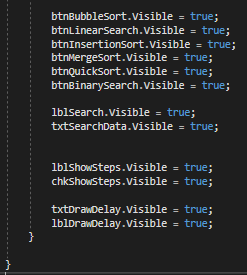 btnBubbleSort.Visible = true;
btnLinearSearch.Visible = true;
btnInsertionSort.Visible = true;
btnMergeSort.Visible = true;
btnQuickSort.Visible = true;
btnBinarySearch.Visible = true;
lblSearch.Visible = true;
txtSearchData.Visible = true;
lblShowSteps.Visible = true;
chkShowSteps.Visible = true;
txtDrawDelay.Visible = true;
lblDrawDelay.Visible = true;
}
}